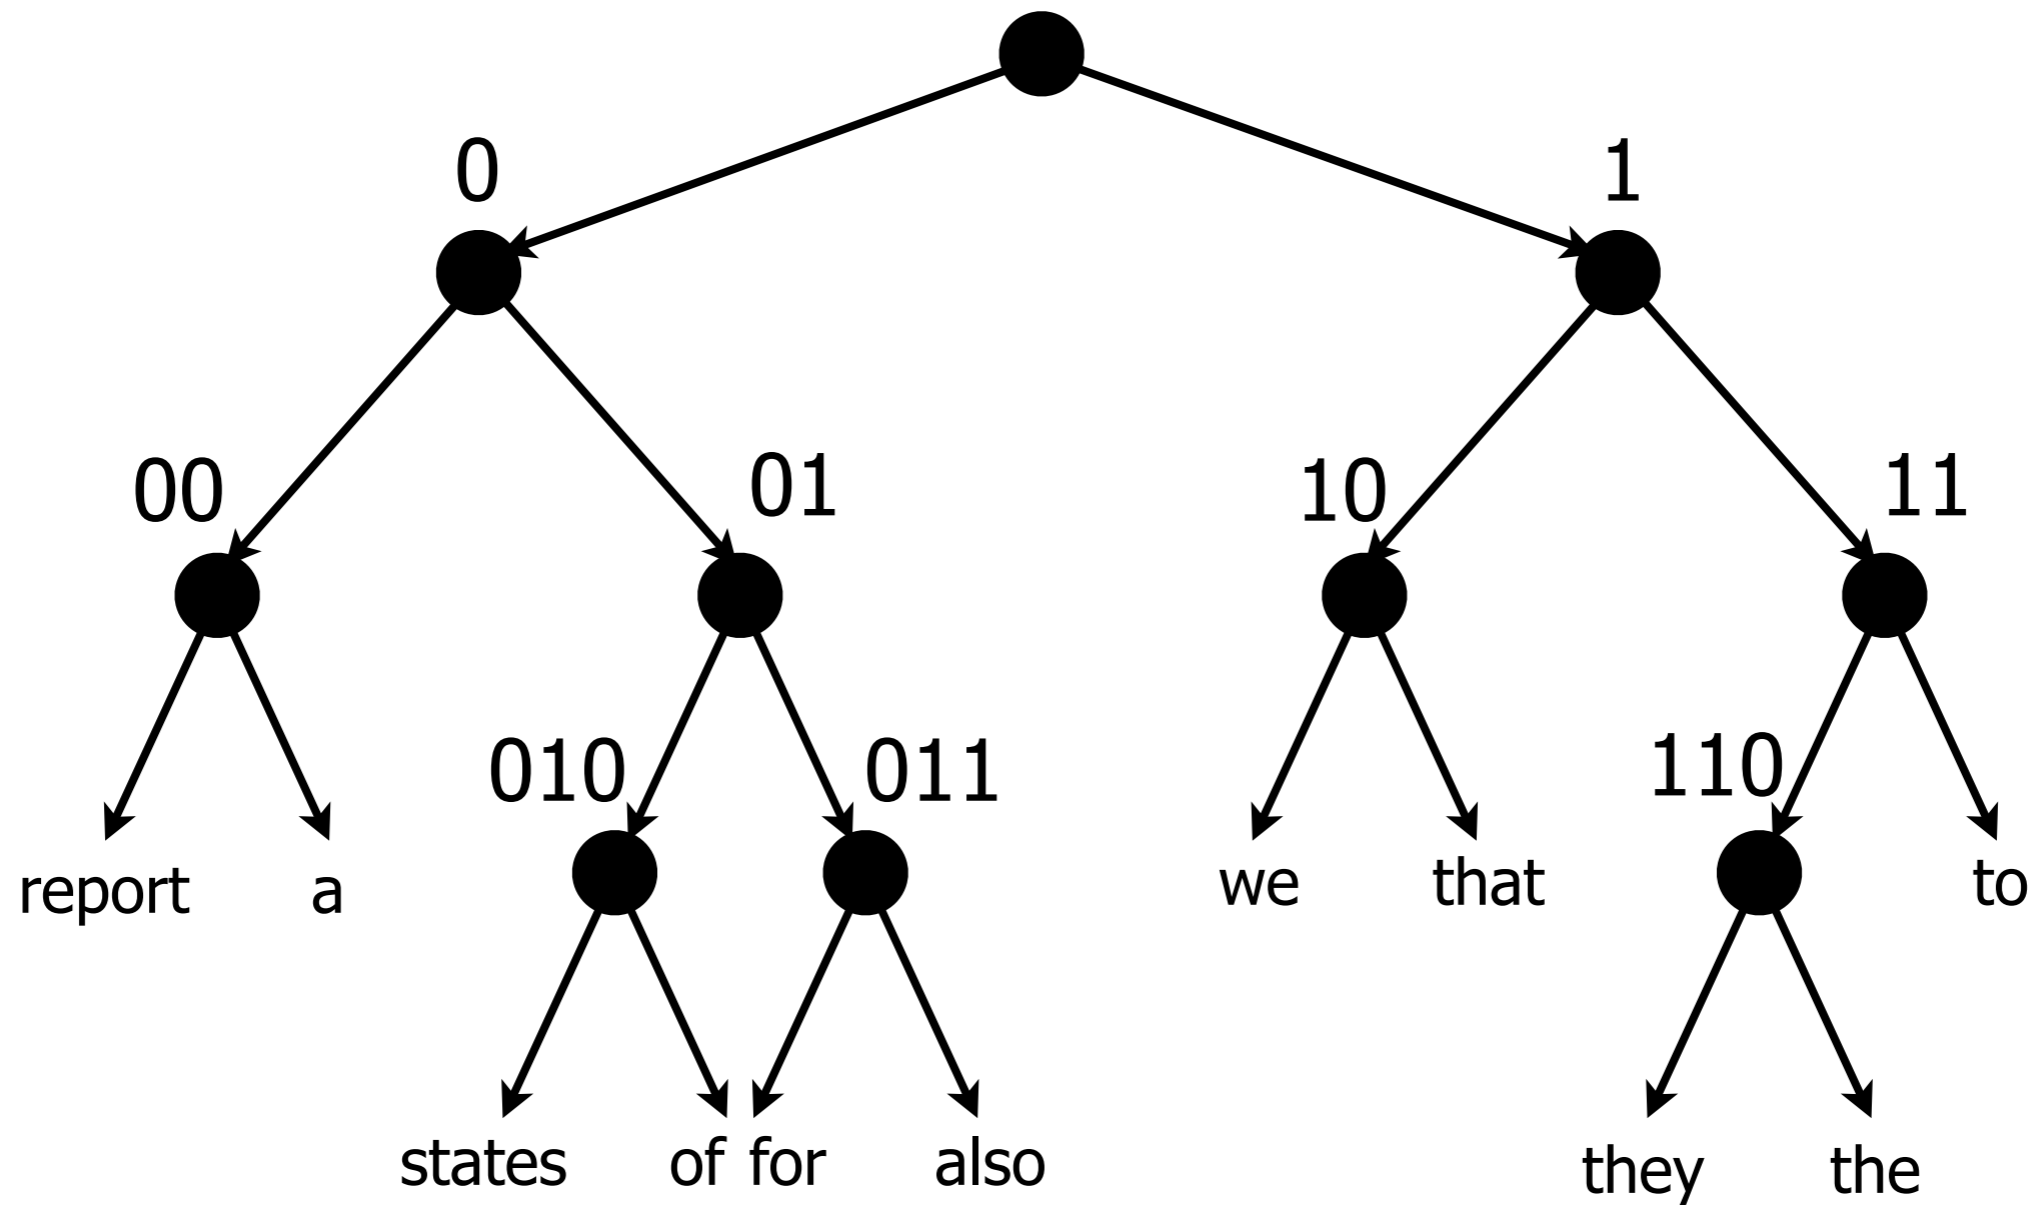 0 1
00 01 10 11
010 011 110
report a we that to
states of for also they the